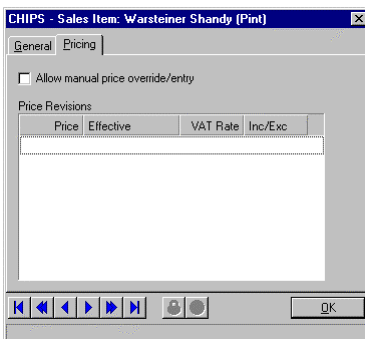 CHIPS - Sales Item: Warsteiner Shandy (Pint)
General Pricing
Allow manual price override/entry
Price Revisions
Price Effective VAT Rate Inc/Exc
OK